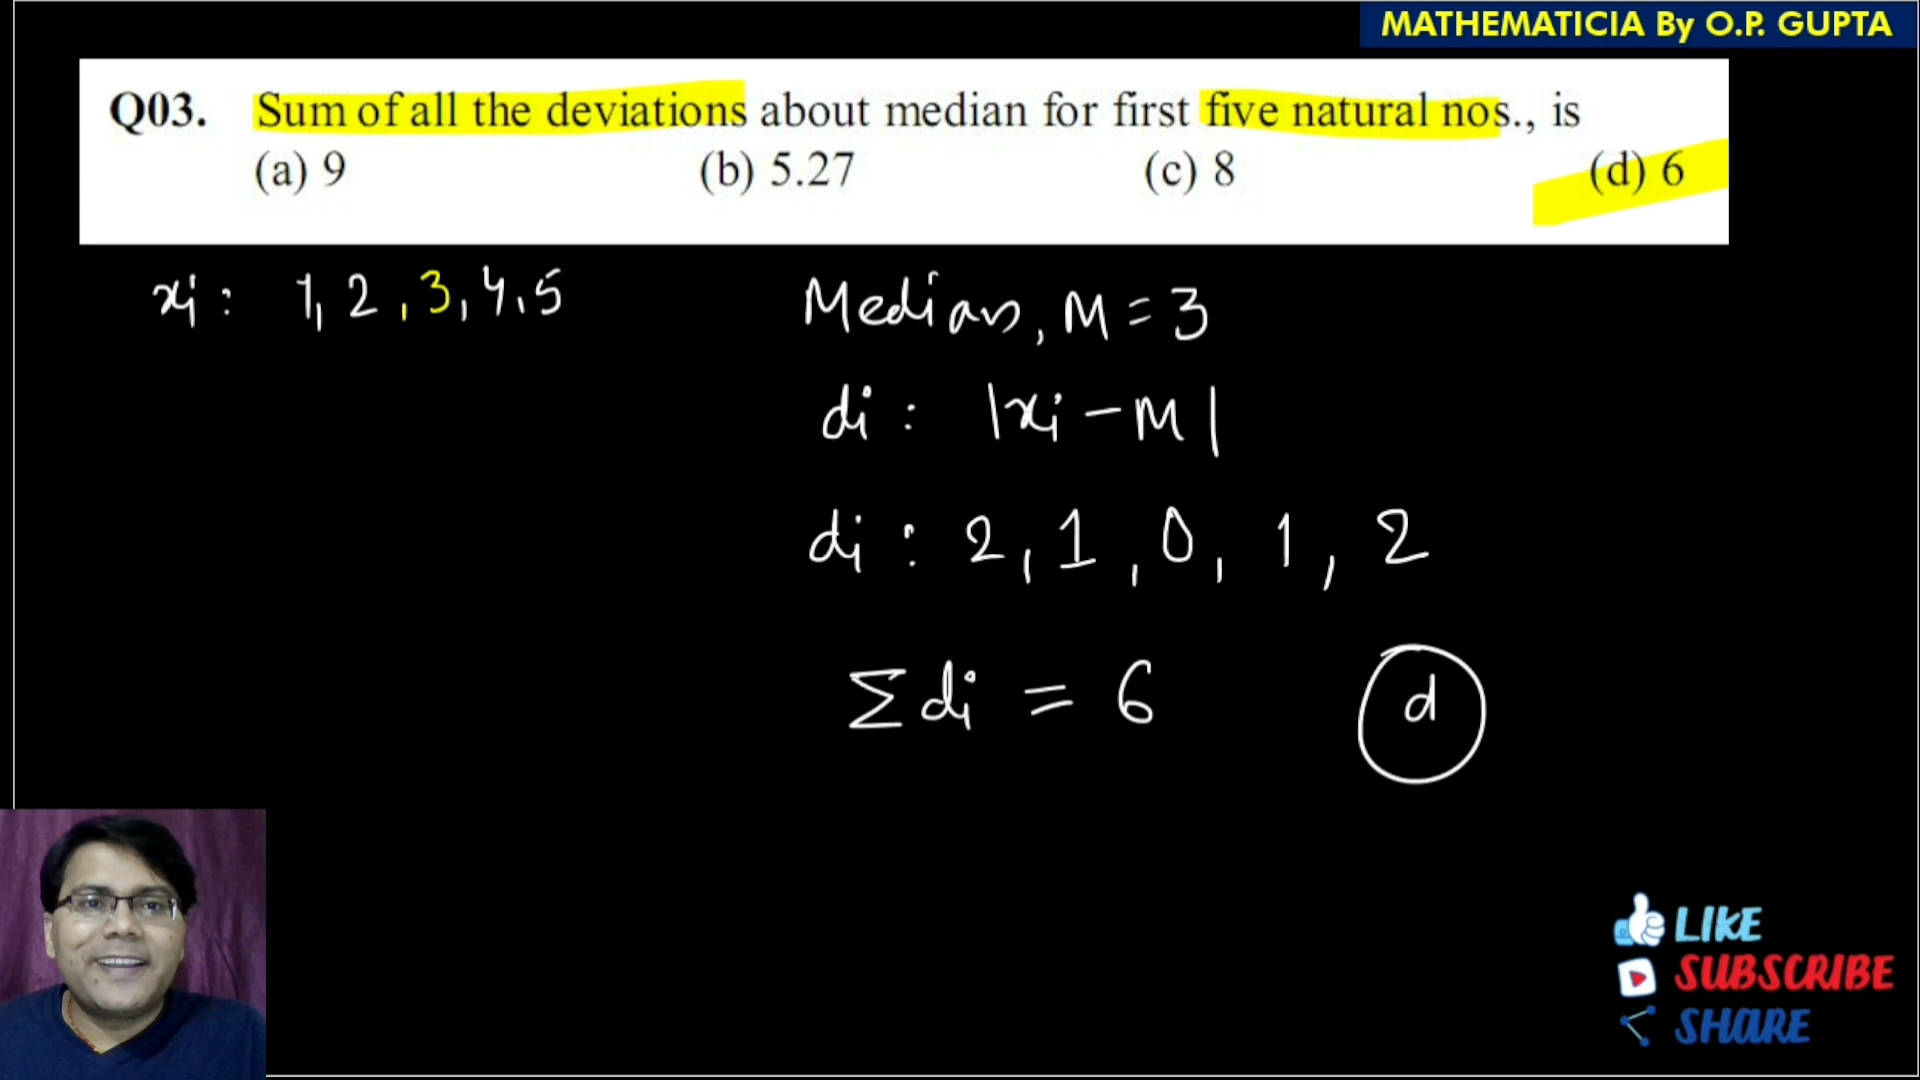 MATHEMATICIA By O.P. GUPTA
Q03. Sum of all the deviations about median for first five natural nos., is
(a) 9 (b) 5.27 (c) 8 (d) 6
xi : 1, 2, 3, 4, 5
Median, M = 3
di : |xi - M|
di : 2, 1, 0, 1, 2
Σdi = 6 d
LIKE
SUBSCRIBE
SHARE